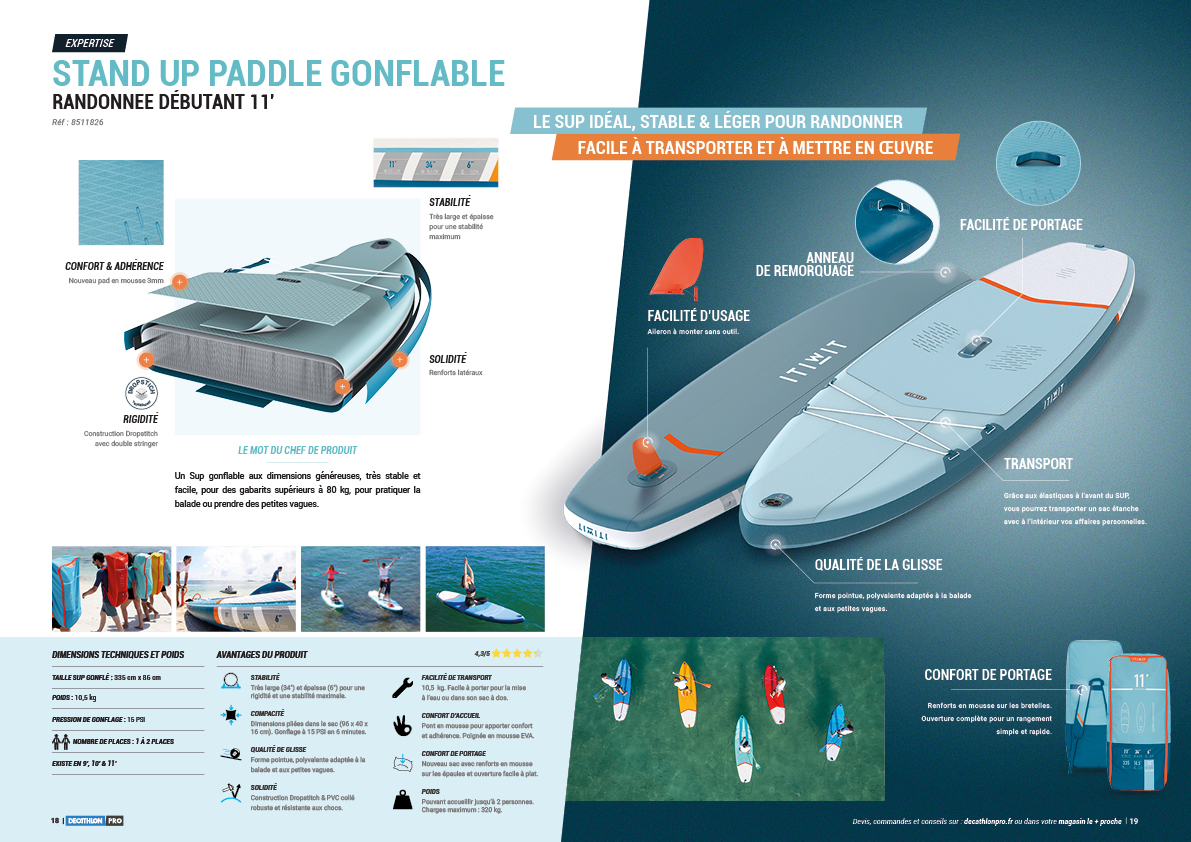 EXPERTISE
STAND UP PADDLE GONFLABLE
RANDONNEE DÉBUTANT 11'
Réf : 8511826
11' 34" 6"
STABILITÉ
Très large et épaisse
pour une stabilité
maximum
CONFORT & ADHÉRENCE
Nouveau pad en mousse 3mm
SOLIDITÉ
Renforts latéraux
DROPSTICH
RIGIDITÉ
Construction Dropstitch
avec double stringer
LE MOT DU CHEF DE PRODUIT
Un Sup gonflable aux dimensions généreuses, très stable et
facile, pour des gabarits supérieurs à 80 kg, pour pratiquer la
balade ou prendre des petites vagues.
LE SUP IDÉAL, STABLE & LÉGER POUR RANDONNER
FACILE À TRANSPORTER ET À METTRE EN ŒUVRE
FACILITÉ DE PORTAGE
ANNEAU
DE REMORQUAGE
FACILITÉ D'USAGE
Aileron à monter sans outil.
ITIWIT
ITIWIT
ITIWIT
TRANSPORT
Grâce aux élastiques à l'avant du SUP,
vous pourrez transporter un sac étanche
avec à l'intérieur vos affaires personnelles.
QUALITÉ DE LA GLISSE
Forme pointue, polyvalente adaptée à la balade
et aux petites vagues.
CONFORT DE PORTAGE
Renforts en mousse sur les bretelles.
Ouverture complète pour un rangement
simple et rapide.
11'
DIMENSIONS TECHNIQUES ET POIDS
TAILLE SUP GONFLÉ : 335 cm x 86 cm
POIDS : 10,5 kg
PRESSION DE GONFLAGE : 15 PSI
NOMBRE DE PLACES : 1 À 2 PLACES
EXISTE EN 9', 10' & 11'
AVANTAGES DU PRODUIT
4,3/5
STABILITÉ
Très large (34") et épaisse (6") pour une
rigidité et une stabilité maximale.
COMPACITÉ
Dimensions pliées dans le sac (96 x 40 x
16 cm). Gonflage à 15 PSI en 6 minutes.
QUALITÉ DE GLISSE
Forme pointue, polyvalente adaptée à la
balade et aux petites vagues.
SOLIDITÉ
Construction Dropstitch & PVC collé
robuste et résistante aux chocs.
FACILITÉ DE TRANSPORT
10,5 kg. Facile à porter pour la mise
à l'eau ou dans son sac à dos.
CONFORT D'ACCUEIL
Pont en mousse pour apporter confort
et adhérence. Poignée en mousse EVA.
CONFORT DE PORTAGE
Nouveau sac avec renforts en mousse
sur les épaules et ouverture facile à plat.
POIDS
Pouvant accueillir jusqu'à 2 personnes.
Charges maximum : 320 kg.
18 | DECATHLON PRO
Devis, commandes et conseils sur : decathlonpro.fr ou dans votre magasin le + proche | 19